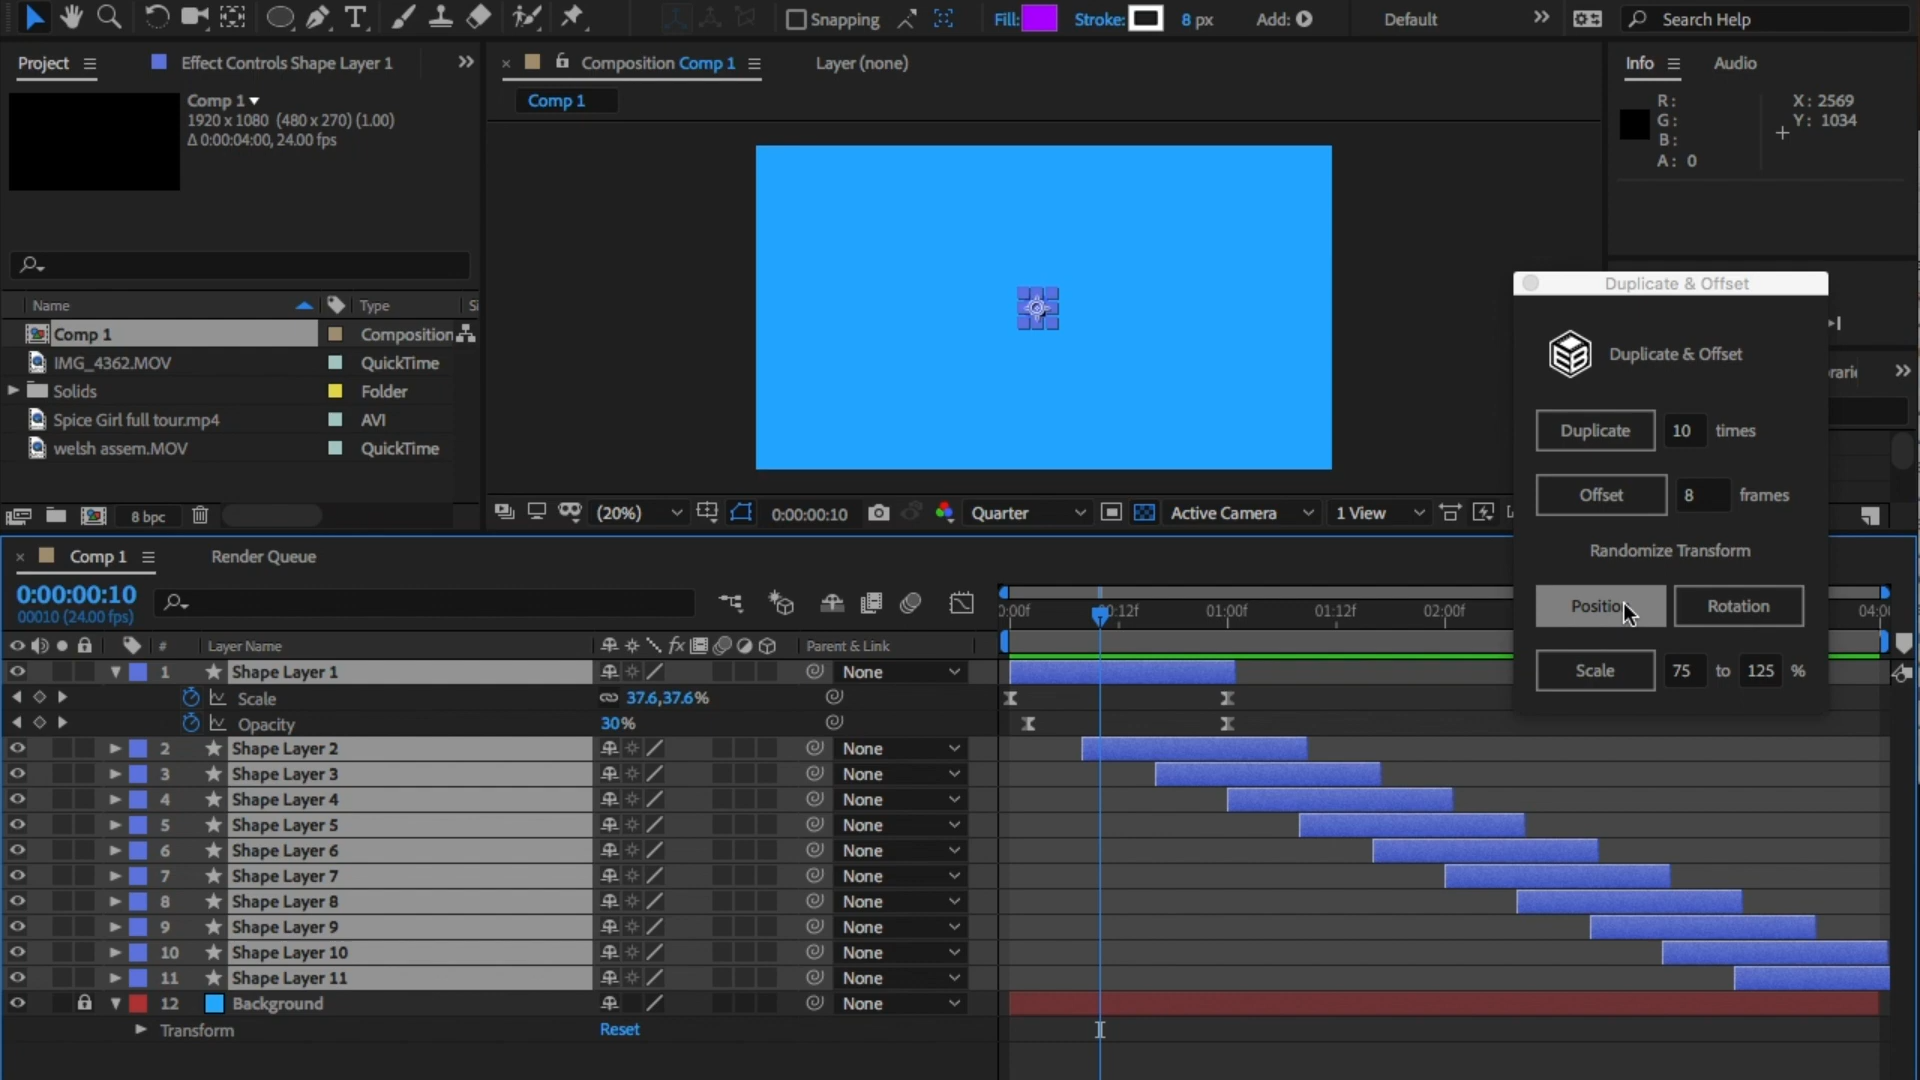 Snapping
Fill:
Stroke:
8 px
Add:
Default
Search Help
Project
Effect Controls Shape Layer 1
Composition Comp 1
Layer (none)
Info
Audio
Comp 1
1920 x 1080 (480 x 270) (1.00)
Δ 0:00:04:00, 24.00 fps
Comp 1
R:
G:
B:
A: 0
X: 2569
Y: 1034
Name
Type
Comp 1
Composition
IMG_4362.MOV
QuickTime
Solids
Folder
Spice Girl full tour.mp4
AVI
welsh assem.MOV
QuickTime
8 bpc
(20%)
0:00:00:10
Quarter
Active Camera
1 View
Duplicate & Offset
Duplicate & Offset
Duplicate 10 times
Offset 8 frames
Randomize Transform
Position Rotation
Scale 75 to 125 %
Comp 1
Render Queue
0:00:00:10
00010 (24.00 fps)
0:00f
0:12f
01:00f
01:12f
02:00f
04:0
# Layer Name
Parent & Link
1 Shape Layer 1 None
Scale 37.6,37.6%
Opacity 30%
2 Shape Layer 2 None
3 Shape Layer 3 None
4 Shape Layer 4 None
5 Shape Layer 5 None
6 Shape Layer 6 None
7 Shape Layer 7 None
8 Shape Layer 8 None
9 Shape Layer 9 None
10 Shape Layer 10 None
11 Shape Layer 11 None
12 Background None
Transform Reset